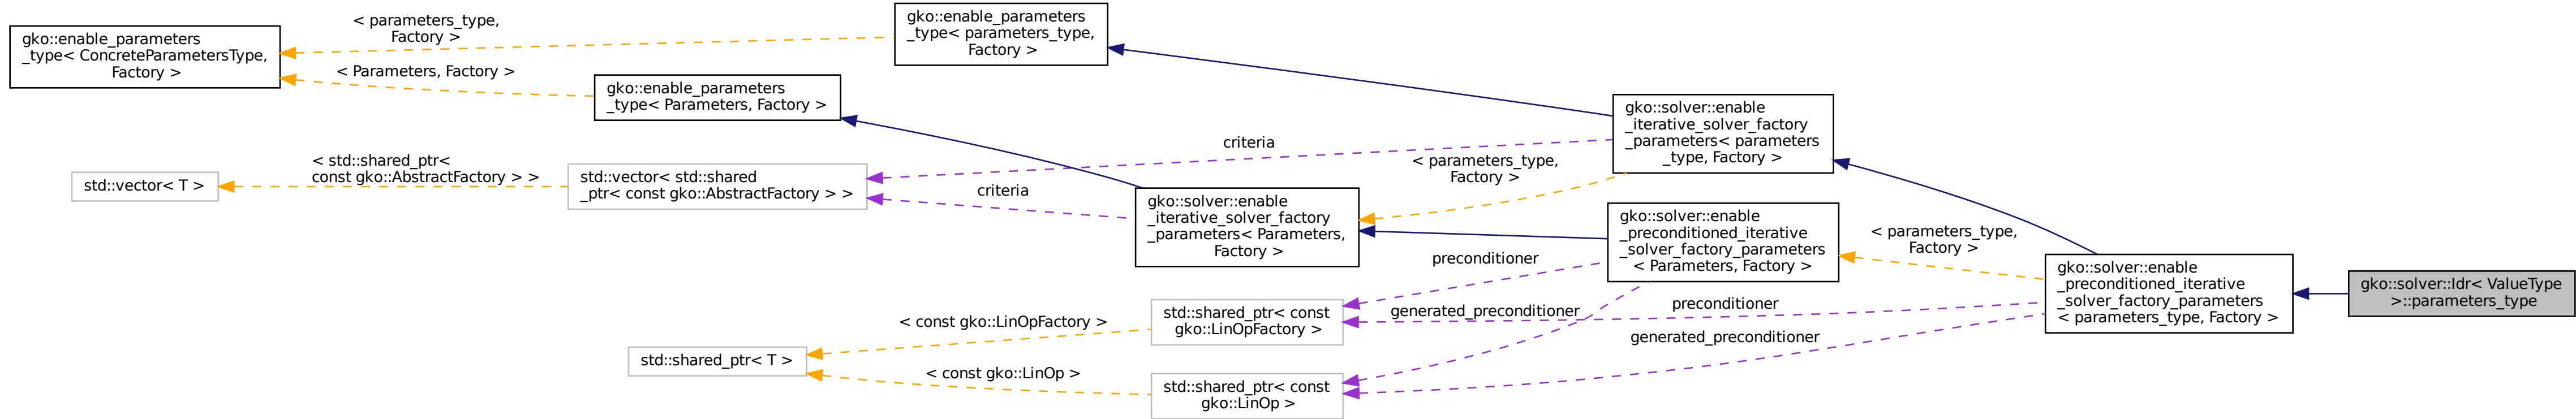 gko::enable_parameters
_type< ConcreteParametersType,
Factory >
< parameters_type,
Factory >
< Parameters, Factory >
gko::enable_parameters
_type< parameters_type,
Factory >
gko::enable_parameters
_type< Parameters, Factory >
std::vector< T >
< std::shared_ptr<
const gko::AbstractFactory > >
std::vector< std::shared
_ptr< const gko::AbstractFactory > >
criteria
criteria
gko::solver::enable
_iterative_solver_factory
_parameters< parameters
_type, Factory >
< parameters_type,
Factory >
gko::solver::enable
_iterative_solver_factory
_parameters< Parameters,
Factory >
gko::solver::enable
_preconditioned_iterative
_solver_factory_parameters
< Parameters, Factory >
< parameters_type,
Factory >
gko::solver::enable
_preconditioned_iterative
_solver_factory_parameters
< parameters_type, Factory >
gko::solver::Idr< ValueType
>::parameters_type
preconditioner
generated_preconditioner
preconditioner
generated_preconditioner
std::shared_ptr< const
gko::LinOpFactory >
< const gko::LinOpFactory >
std::shared_ptr< T >
< const gko::LinOp >
std::shared_ptr< const
gko::LinOp >